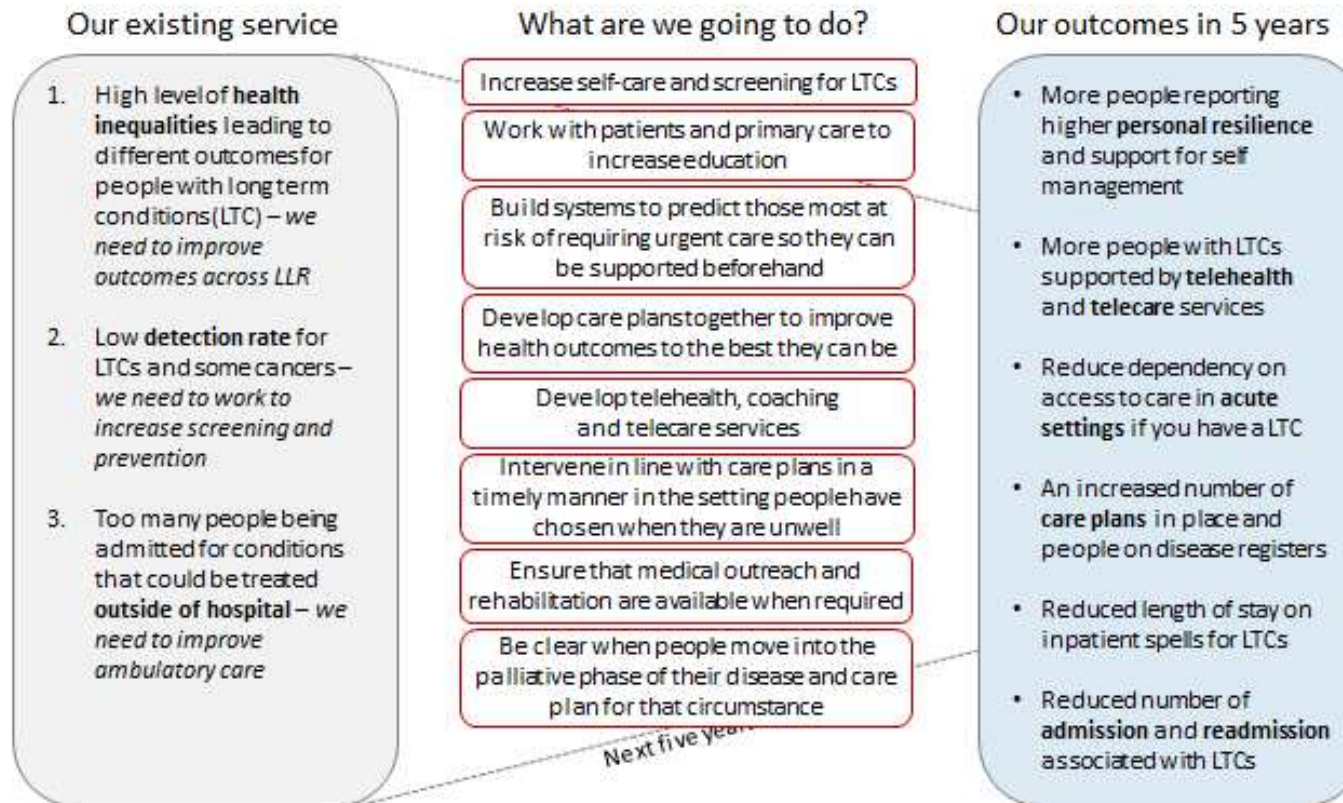 Our existing service
1. High level of health
inequalities leading to
different outcomes for
people with long term
conditions (LTC) – we
need to improve
outcomes across LLR
2. Low detection rate for
LTCs and some cancers –
we need to work to
increase screening and
prevention
3. Too many people being
admitted for conditions
that could be treated
outside of hospital – we
need to improve
ambulatory care
What are we going to do?
Increase self-care and screening for LTCs
Work with patients and primary care to
increase education
Build systems to predict those most at
risk of requiring urgent care so they can
be supported beforehand
Develop care plans together to improve
health outcomes to the best they can be
Develop telehealth, coaching
and telecare services
Intervene in line with care plans in a
timely manner in the setting people have
chosen when they are unwell
Ensure that medical outreach and
rehabilitation are available when required
Be clear when people move into the
palliative phase of their disease and care
plan for that circumstance
Next five year
Our outcomes in 5 years
• More people reporting
higher personal resilience
and support for self
management
• More people with LTCs
supported by telehealth
and telecare services
• Reduce dependency on
access to care in acute
settings if you have a LTC
• An increased number of
care plans in place and
people on disease registers
• Reduced length of stay on
inpatient spells for LTCs
• Reduced number of
admission and readmission
associated with LTCs